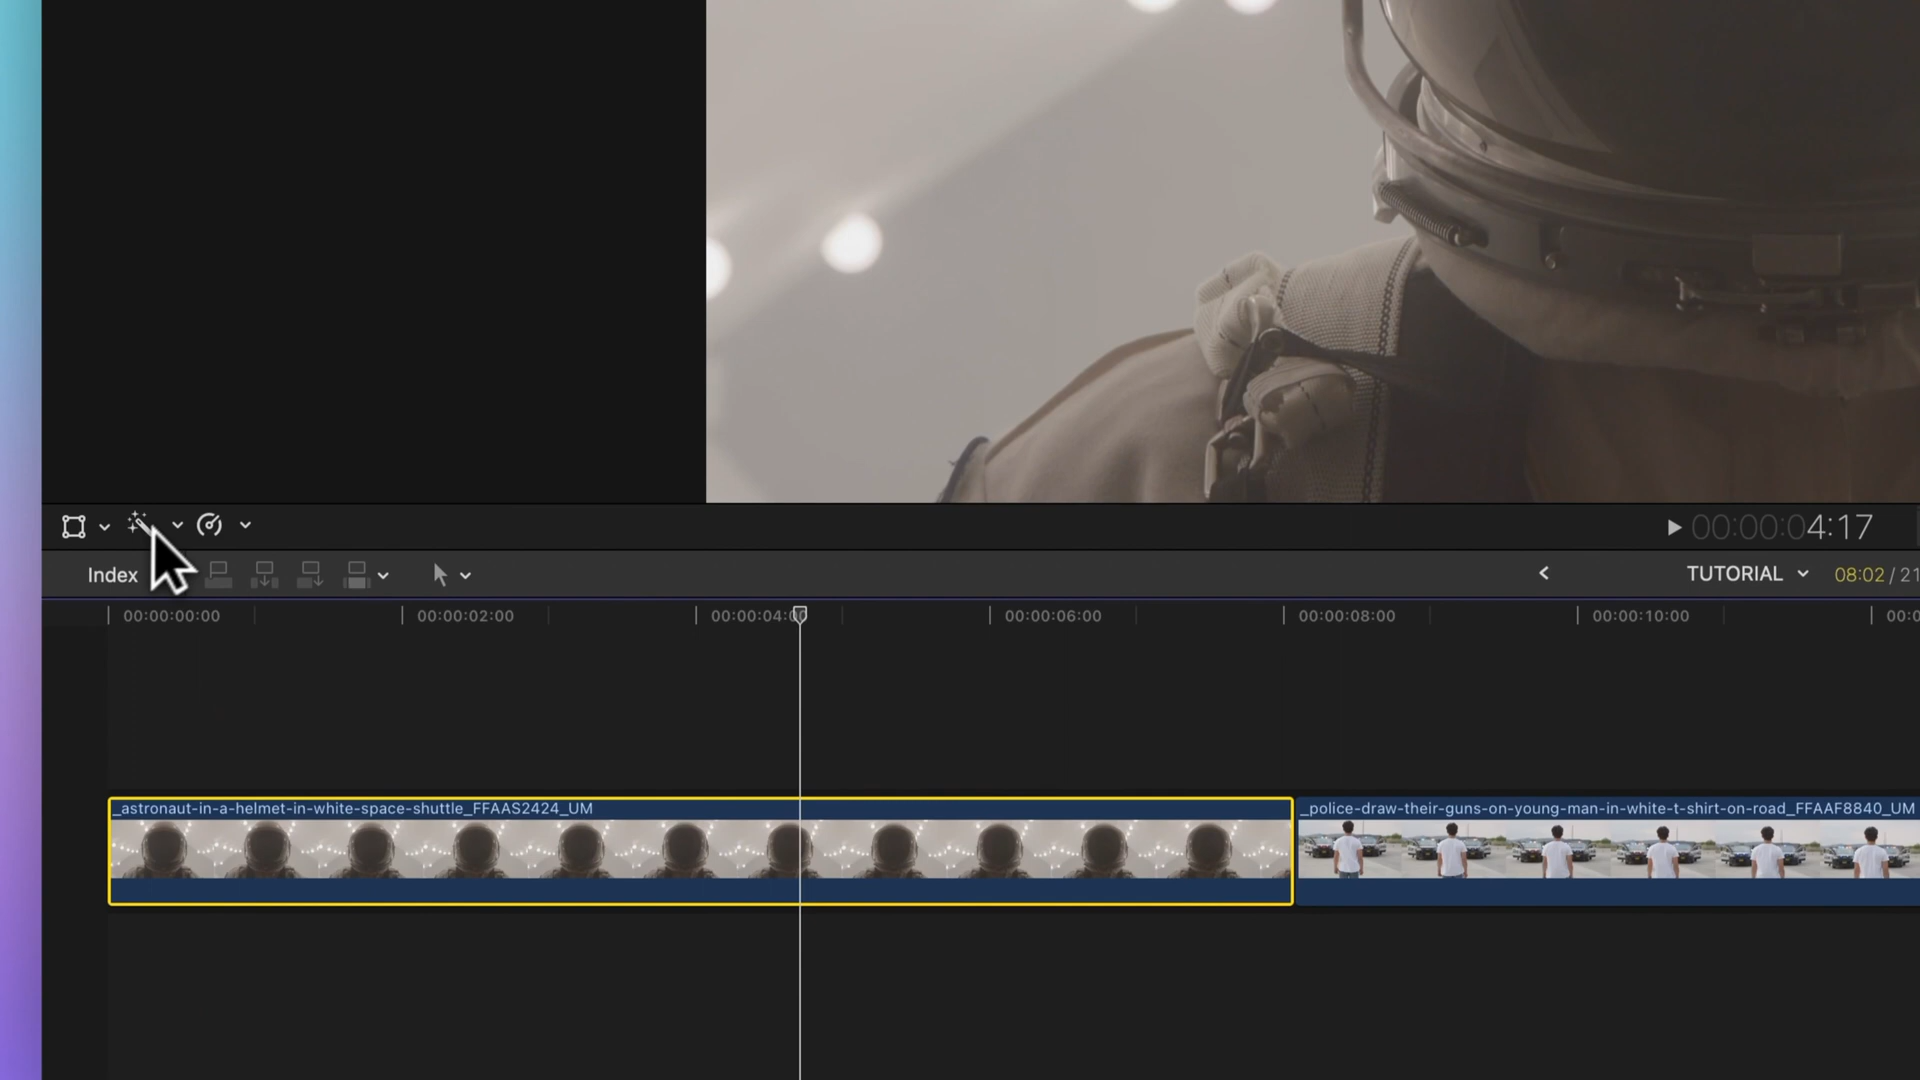 00:00:04:17
Index
TUTORIAL
08:02 / 21
00:00:00:00
00:00:02:00
00:00:04:00
00:00:06:00
00:00:08:00
00:00:10:00
00:0
_astronaut-in-a-helmet-in-white-space-shuttle_FFAAS2424_UM
_police-draw-their-guns-on-young-man-in-white-t-shirt-on-road_FFAAF8840_UM